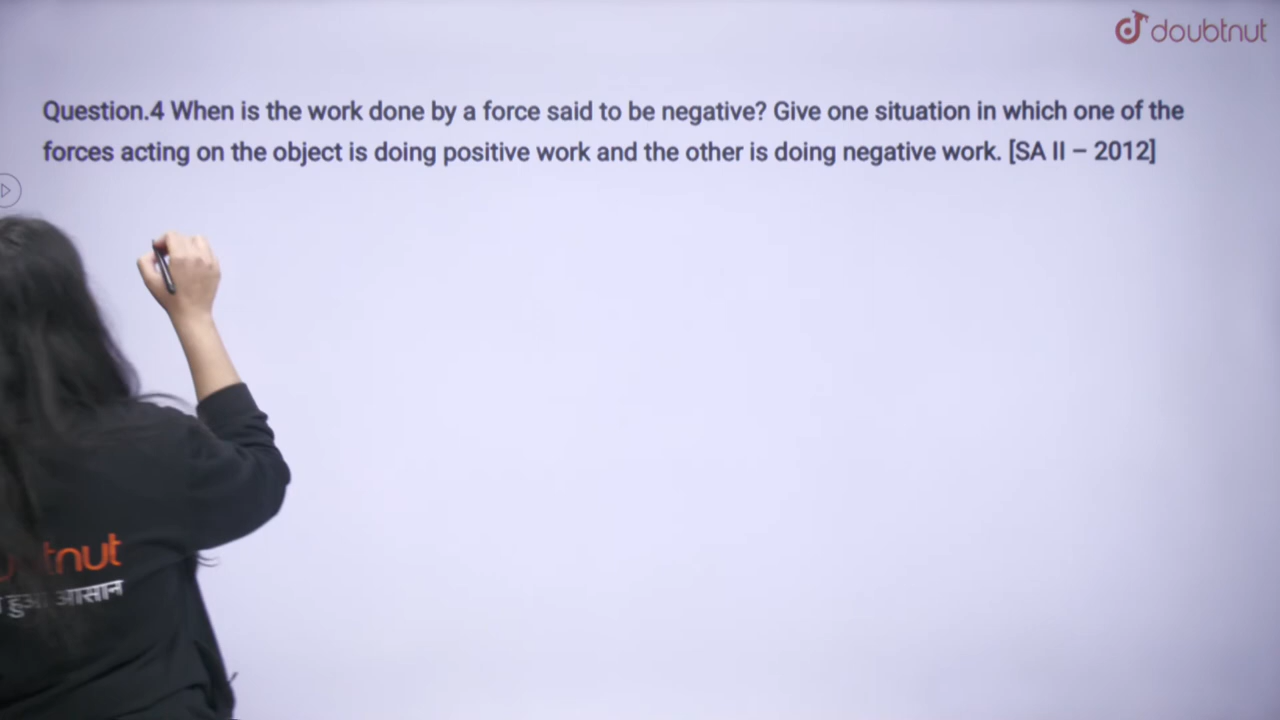 doubtnut
Question.4 When is the work done by a force said to be negative? Give one situation in which one of the
forces acting on the object is doing positive work and the other is doing negative work. [SA II – 2012]
tnut
हुआ आसान